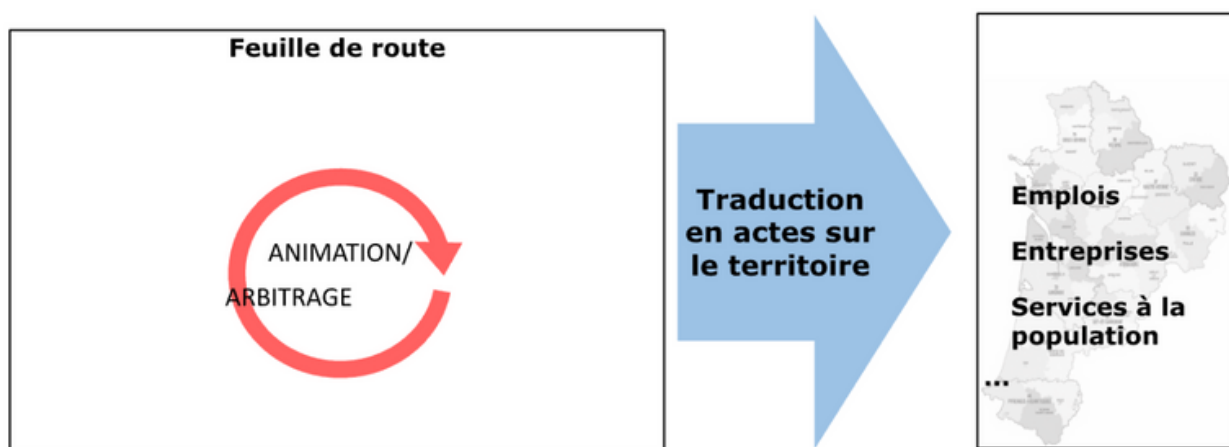 Feuille de route
ANIMATION/
ARBITRAGE
Traduction
en actes sur
le territoire
Emplois
Entreprises
Services à la
population
...